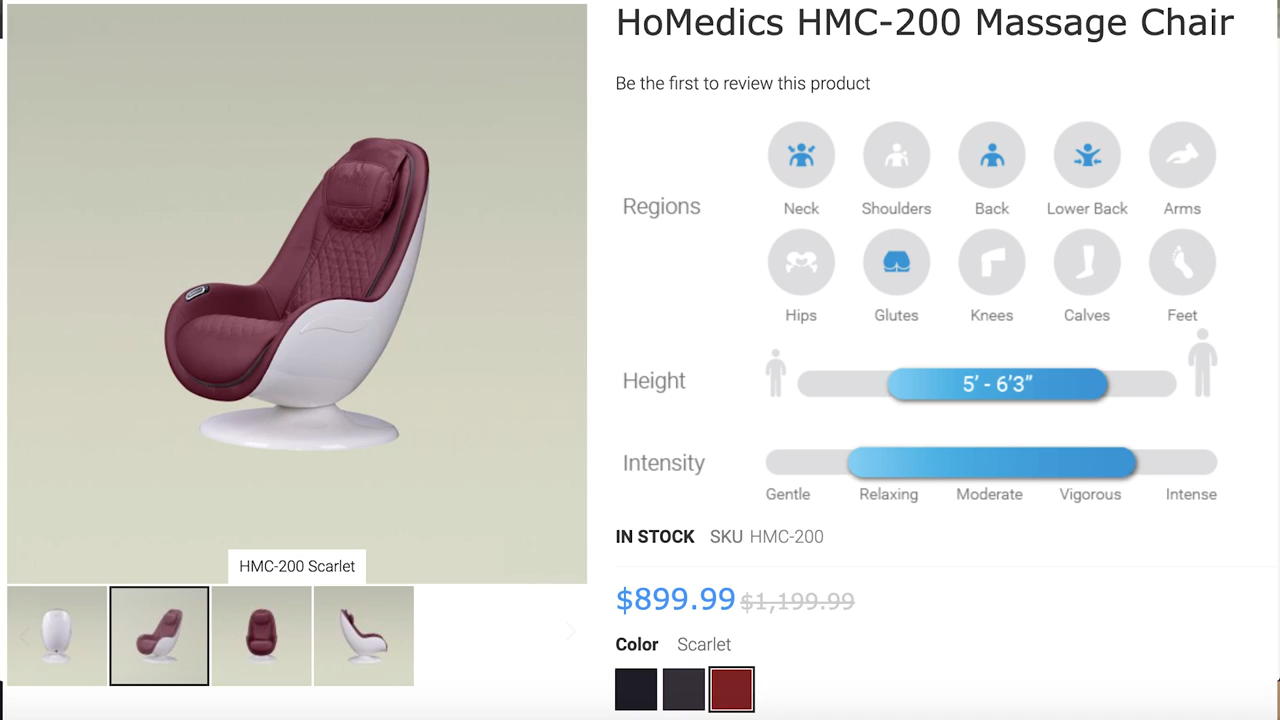 HoMedics HMC-200 Massage Chair
Be the first to review this product
Regions
Neck Shoulders Back Lower Back Arms
Hips Glutes Knees Calves Feet
Height 5' - 6'3"
Intensity
Gentle Relaxing Moderate Vigorous Intense
IN STOCK SKU HMC-200
HMC-200 Scarlet
$899.99 $1,199.99
Color Scarlet